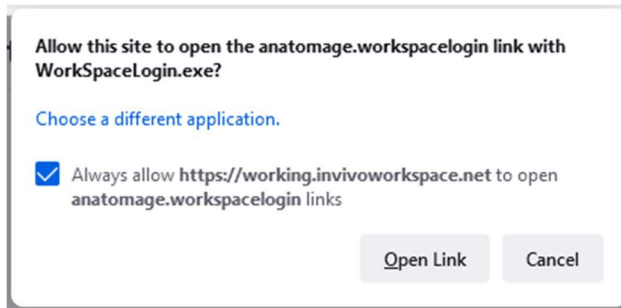 Allow this site to open the anatomage.workspacelogin link with
WorkSpaceLogin.exe?
Choose a different application.
Always allow https://working.invivoworkspace.net to open
anatomage.workspacelogin links
Open Link Cancel